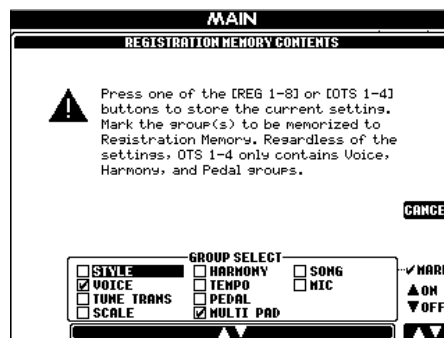 MAIN
REGISTRATION MEMORY CONTENTS
Press one of the [REG 1-8] or [OTS 1-4]
buttons to store the current setting.
Mark the group(s) to be memorized to
Registration Memory. Regardless of the
settings, OTS 1-4 only contains Voice,
Harmony, and Pedal groups.
CANCE
GROUP SELECT
STYLE HARMONY SONG
VOICE TEMPO MIC
TUNE TRANS PEDAL
SCALE MULTI PAD
MARK
ON
OFF